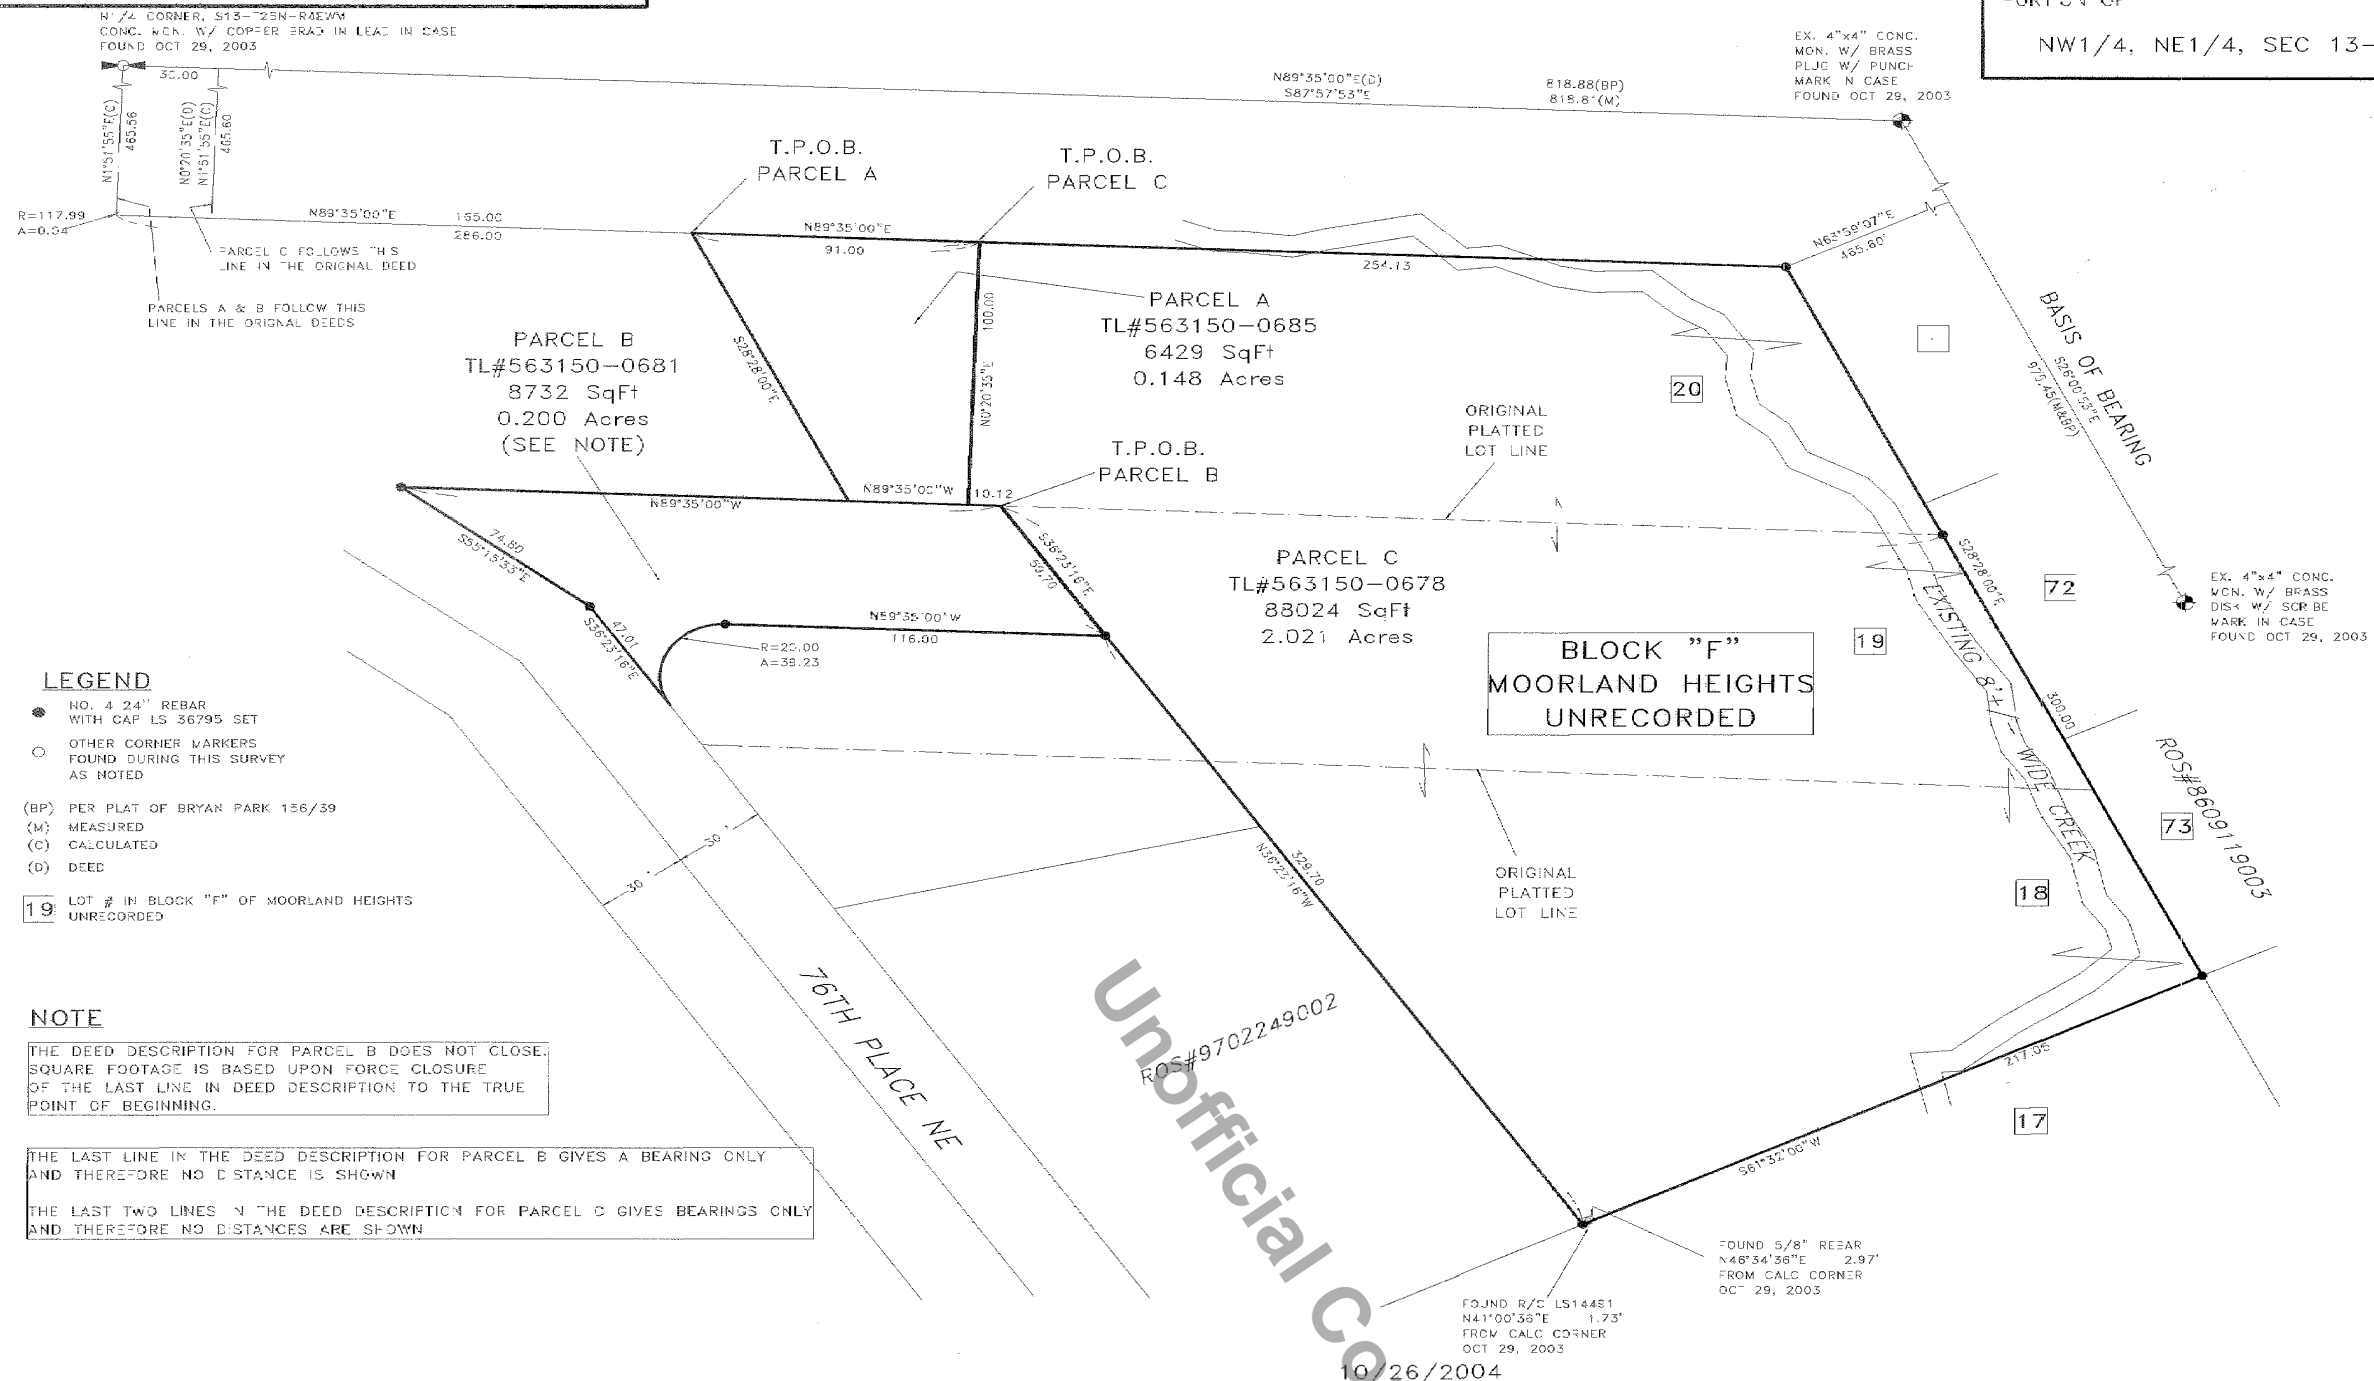 PORTION OF
NW1/4, NE1/4, SEC 13-
N1/4 CORNER, S13-T25N-R4EWM
CONC. MON. W/ COPPER BRAD IN LEAD IN CASE
FOUND OCT 29, 2003
EX. 4"x4" CONC.
MON. W/ BRASS
PLUG W/ PUNCH
MARK IN CASE
FOUND OCT 29, 2003
30.00
N89°35'00"E(D)
S87°57'53"E
818.88(BP)
818.81(M)
N1°51'55"E(C)
465.56
N0°20'35"E(D)
N1°51'55"E(C)
465.60
T.P.O.B.
PARCEL A
T.P.O.B.
PARCEL C
R=117.99
A=0.04
N89°35'00"E
165.00
286.00
N89°35'00"E
91.00
254.13
N63°59'07"E
465.60'
PARCEL C FOLLOWS THIS
LINE IN THE ORIGNAL DEED
PARCELS A & B FOLLOW THIS
LINE IN THE ORIGNAL DEEDS
PARCEL B
TL#563150-0681
8732 SqFt
0.200 Acres
(SEE NOTE)
S28°28'00"E
100.00
N0°20'35"E
PARCEL A
TL#563150-0685
6429 SqFt
0.148 Acres
20
BASIS OF BEARING
S26°00'53"E
975.45(M&BP)
ORIGINAL
PLATTED
LOT LINE
T.P.O.B.
PARCEL B
N89°35'00"W
N89°35'00"W
10.12
74.80
S55°15'33"E
S36°23'16"E
59.70
PARCEL C
TL#563150-0678
88024 SqFt
2.021 Acres
S28°28'00"E
300.00
72
EX. 4"x4" CONC.
MON. W/ BRASS
DISK W/ SCRIBE
MARK IN CASE
FOUND OCT 29, 2003
47.01
S36°23'16"E
R=25.00
A=39.23
N59°35'00"W
116.00
BLOCK "F"
MOORLAND HEIGHTS
UNRECORDED
19
EXISTING 8'+/- WIDE CREEK
ROS#8609119003
73
18
LEGEND
NO. 4 24" REBAR
WITH CAP LS 36795 SET
OTHER CORNER MARKERS
FOUND DURING THIS SURVEY
AS NOTED
(BP) PER PLAT OF BRYAN PARK 156/39
(M) MEASURED
(C) CALCULATED
(D) DEED
19 LOT # IN BLOCK "F" OF MOORLAND HEIGHTS
UNRECORDED
30'
30'
329.70
N36°23'16"W
ORIGINAL
PLATTED
LOT LINE
76TH PLACE NE
ROS#9702249002
217.05
S61°32'00"W
17
NOTE
THE DEED DESCRIPTION FOR PARCEL B DOES NOT CLOSE.
SQUARE FOOTAGE IS BASED UPON FORCE CLOSURE
OF THE LAST LINE IN DEED DESCRIPTION TO THE TRUE
POINT OF BEGINNING.
THE LAST LINE IN THE DEED DESCRIPTION FOR PARCEL B GIVES A BEARING ONLY
AND THEREFORE NO DISTANCE IS SHOWN
THE LAST TWO LINES IN THE DEED DESCRIPTION FOR PARCEL C GIVES BEARINGS ONLY
AND THEREFORE NO DISTANCES ARE SHOWN
FOUND 5/8" REBAR
N46°34'36"E 2.97'
FROM CALC CORNER
OCT 29, 2003
FOUND R/C LS14491
N41°00'36"E 1.73'
FROM CALC CORNER
OCT 29, 2003
Unofficial Co
10/26/2004